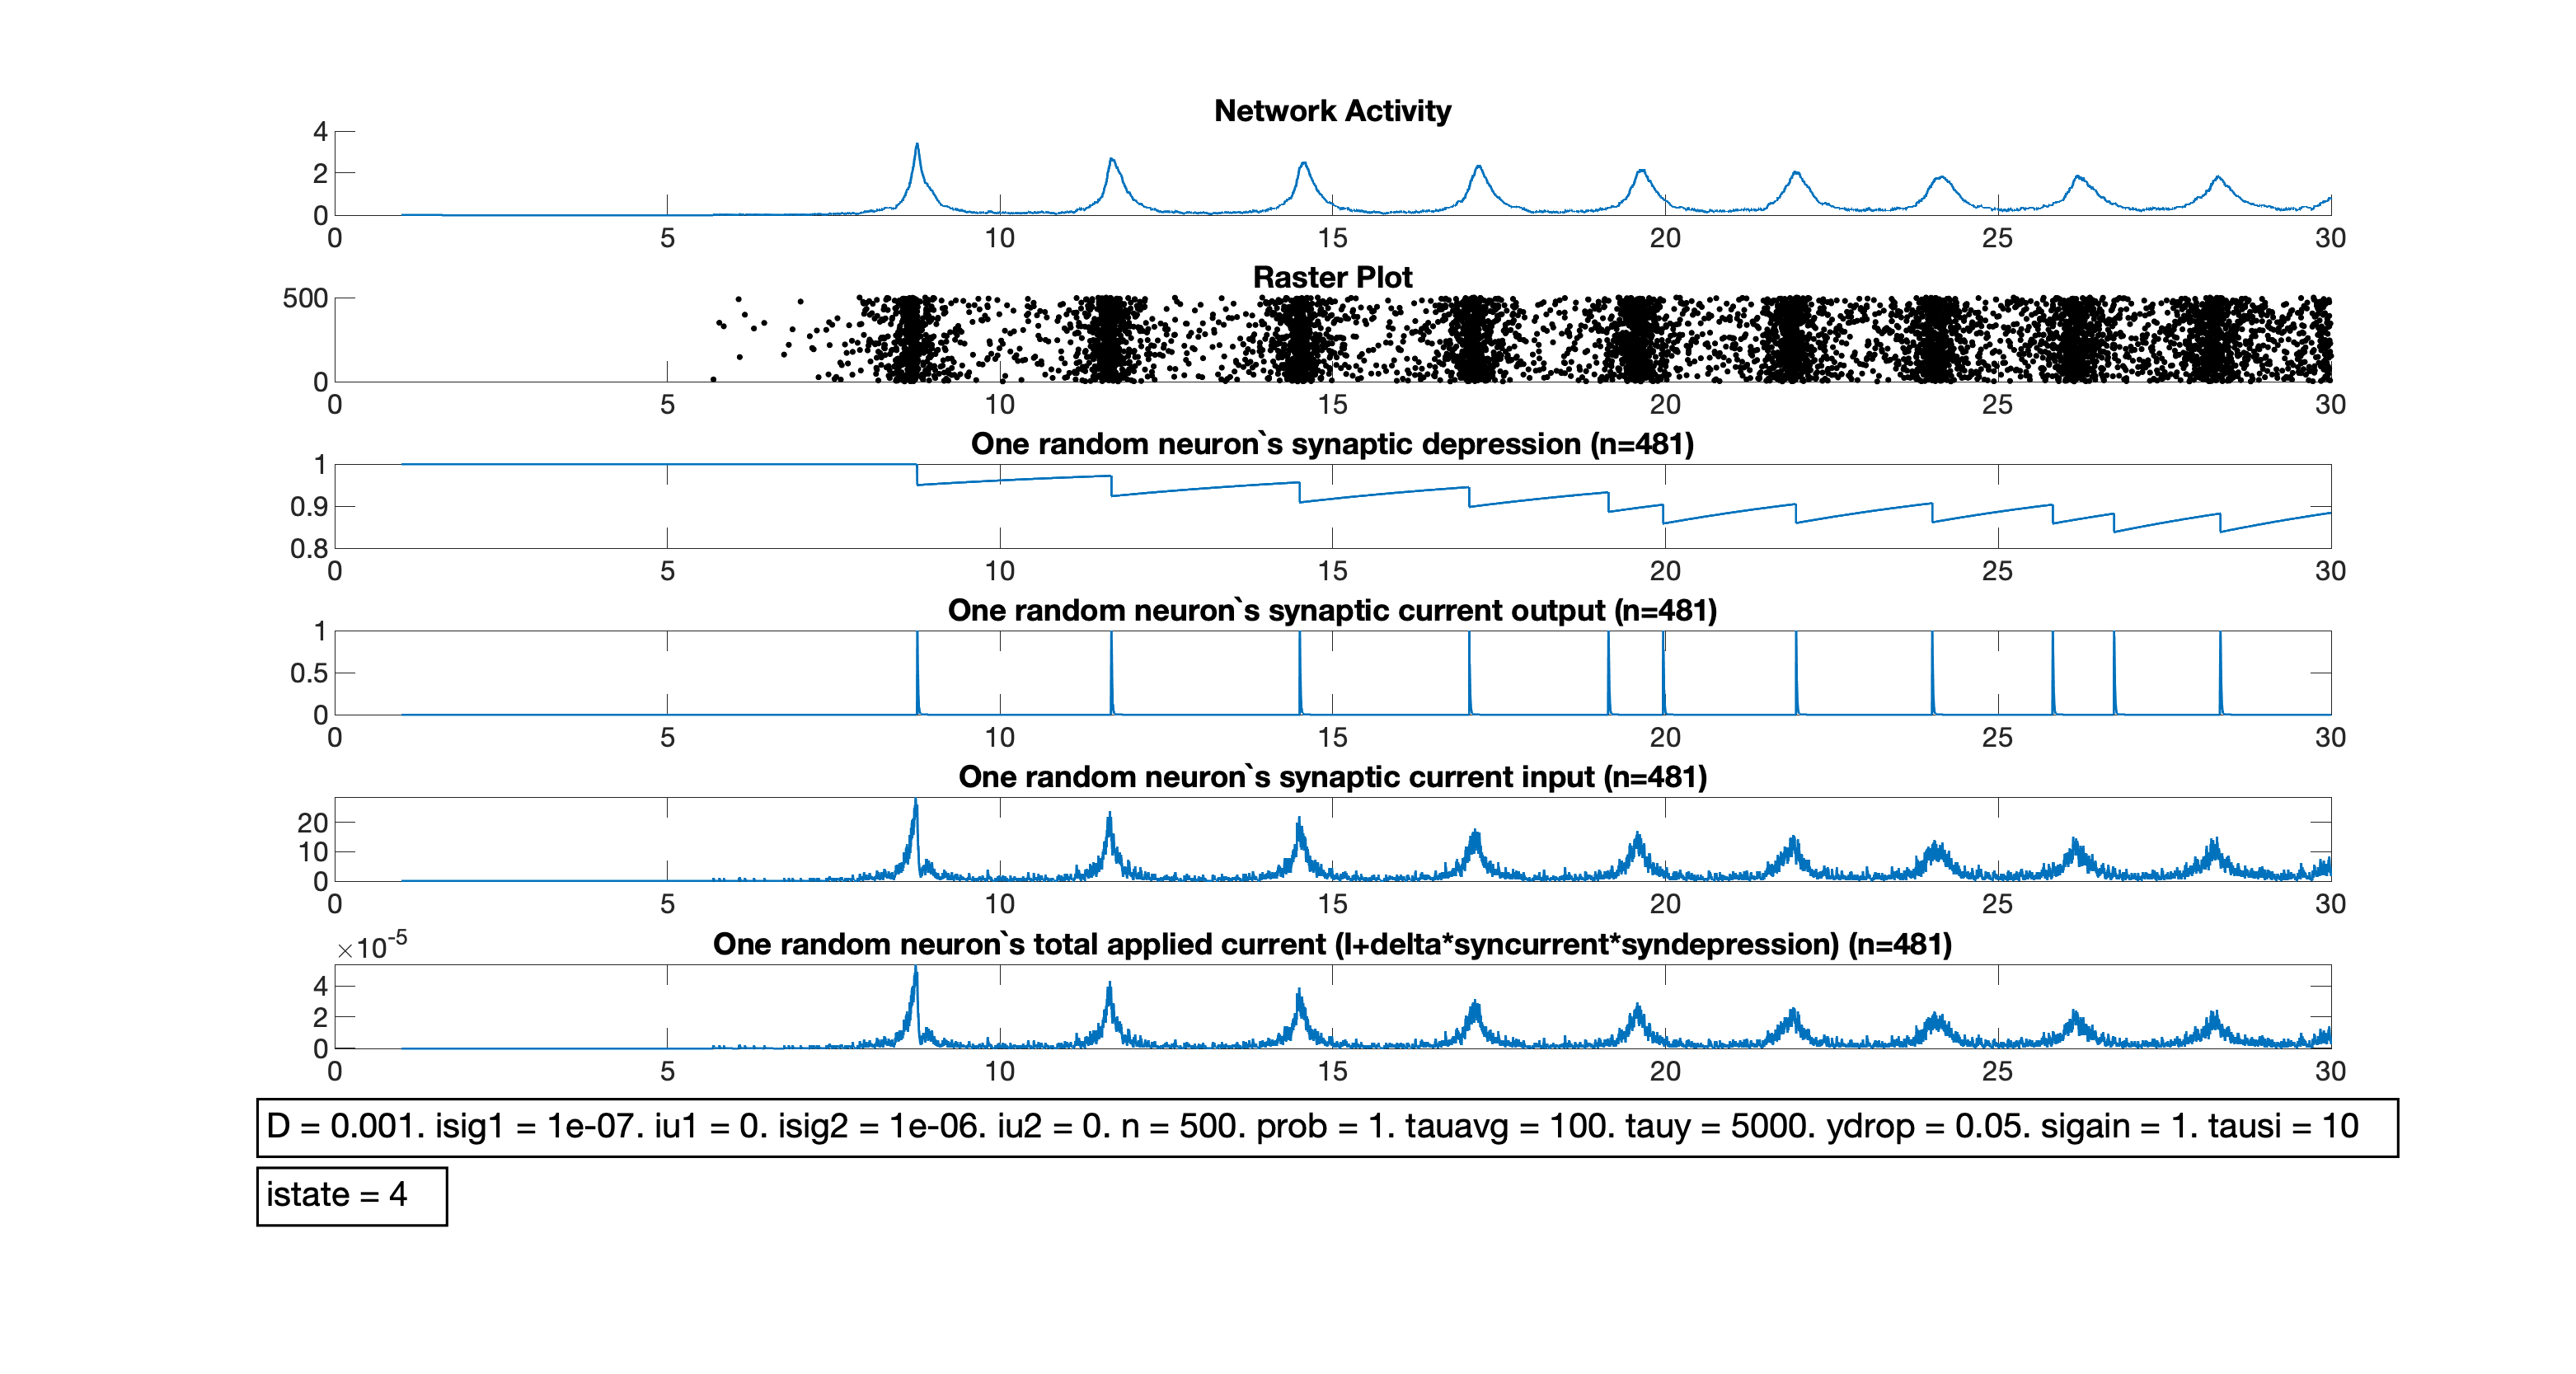 Network Activity
4
2
0
0 5 10 15 20 25 30
Raster Plot
500
0
0 5 10 15 20 25 30
One random neuron`s synaptic depression (n=481)
1
0.9
0.8
0 5 10 15 20 25 30
One random neuron`s synaptic current output (n=481)
1
0.5
0
0 5 10 15 20 25 30
One random neuron`s synaptic current input (n=481)
20
10
0
0 5 10 15 20 25 30
×10-5 One random neuron`s total applied current (I+delta*syncurrent*syndepression) (n=481)
4
2
0
0 5 10 15 20 25 30
D = 0.001. isig1 = 1e-07. iu1 = 0. isig2 = 1e-06. iu2 = 0. n = 500. prob = 1. tauavg = 100. tauy = 5000. ydrop = 0.05. sigain = 1. tausi = 10
istate = 4